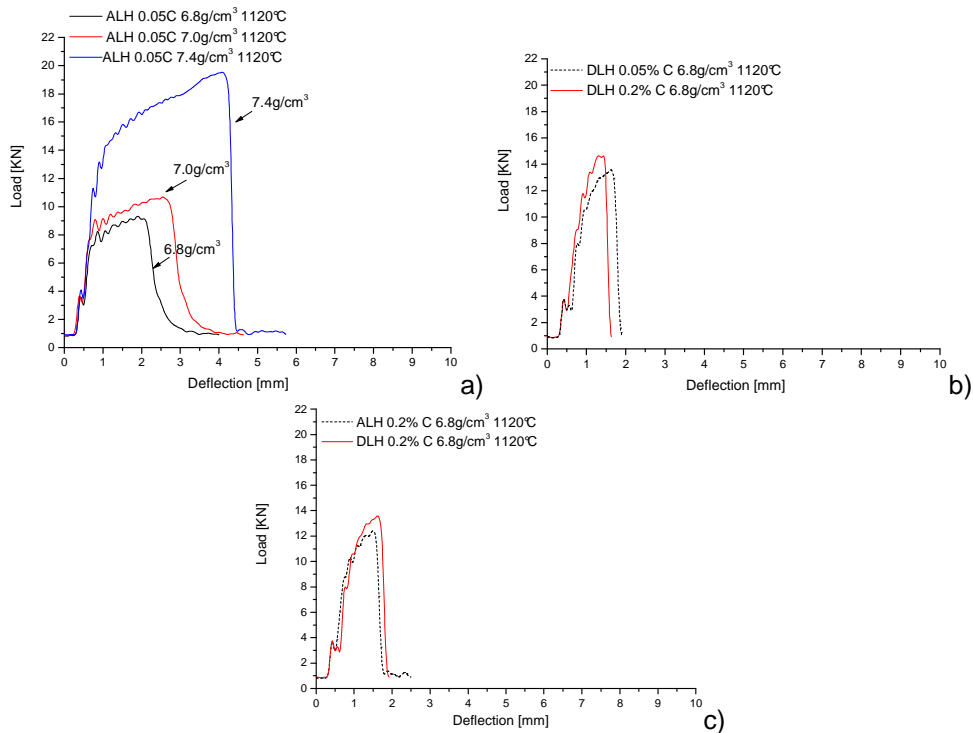 ALH 0.05C 6.8g/cm³ 1120℃
ALH 0.05C 7.0g/cm³ 1120℃
ALH 0.05C 7.4g/cm³ 1120℃
22
20
18
16
14
12
10
8
6
4
2
0
Load [KN]
7.4g/cm³
7.0g/cm³
6.8g/cm³
0 1 2 3 4 5 6 7 8 9 10
Deflection [mm]
a)
DLH 0.05% C 6.8g/cm³ 1120℃
DLH 0.2% C 6.8g/cm³ 1120℃
22
20
18
16
14
12
10
8
6
4
2
0
Load [KN]
0 1 2 3 4 5 6 7 8 9 10
Deflection [mm]
b)
ALH 0.2% C 6.8g/cm³ 1120℃
DLH 0.2% C 6.8g/cm³ 1120℃
22
20
18
16
14
12
10
8
6
4
2
0
Load [KN]
0 1 2 3 4 5 6 7 8 9 10
Deflection [mm]
c)